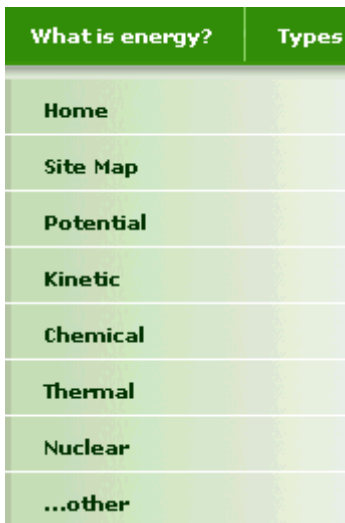 What is energy? Types
Home
Site Map
Potential
Kinetic
Chemical
Thermal
Nuclear
...other